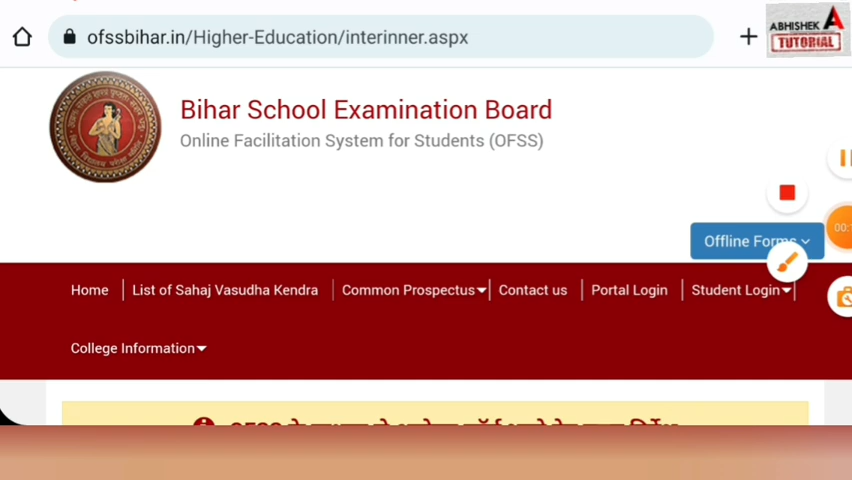 ofssbihar.in/Higher-Education/interinner.aspx
ABHISHEK
TUTORIAL
Bihar School Examination Board
Online Facilitation System for Students (OFSS)
Offline Forms
Home
List of Sahaj Vasudha Kendra
Common Prospectus
Contact us
Portal Login
Student Login
College Information